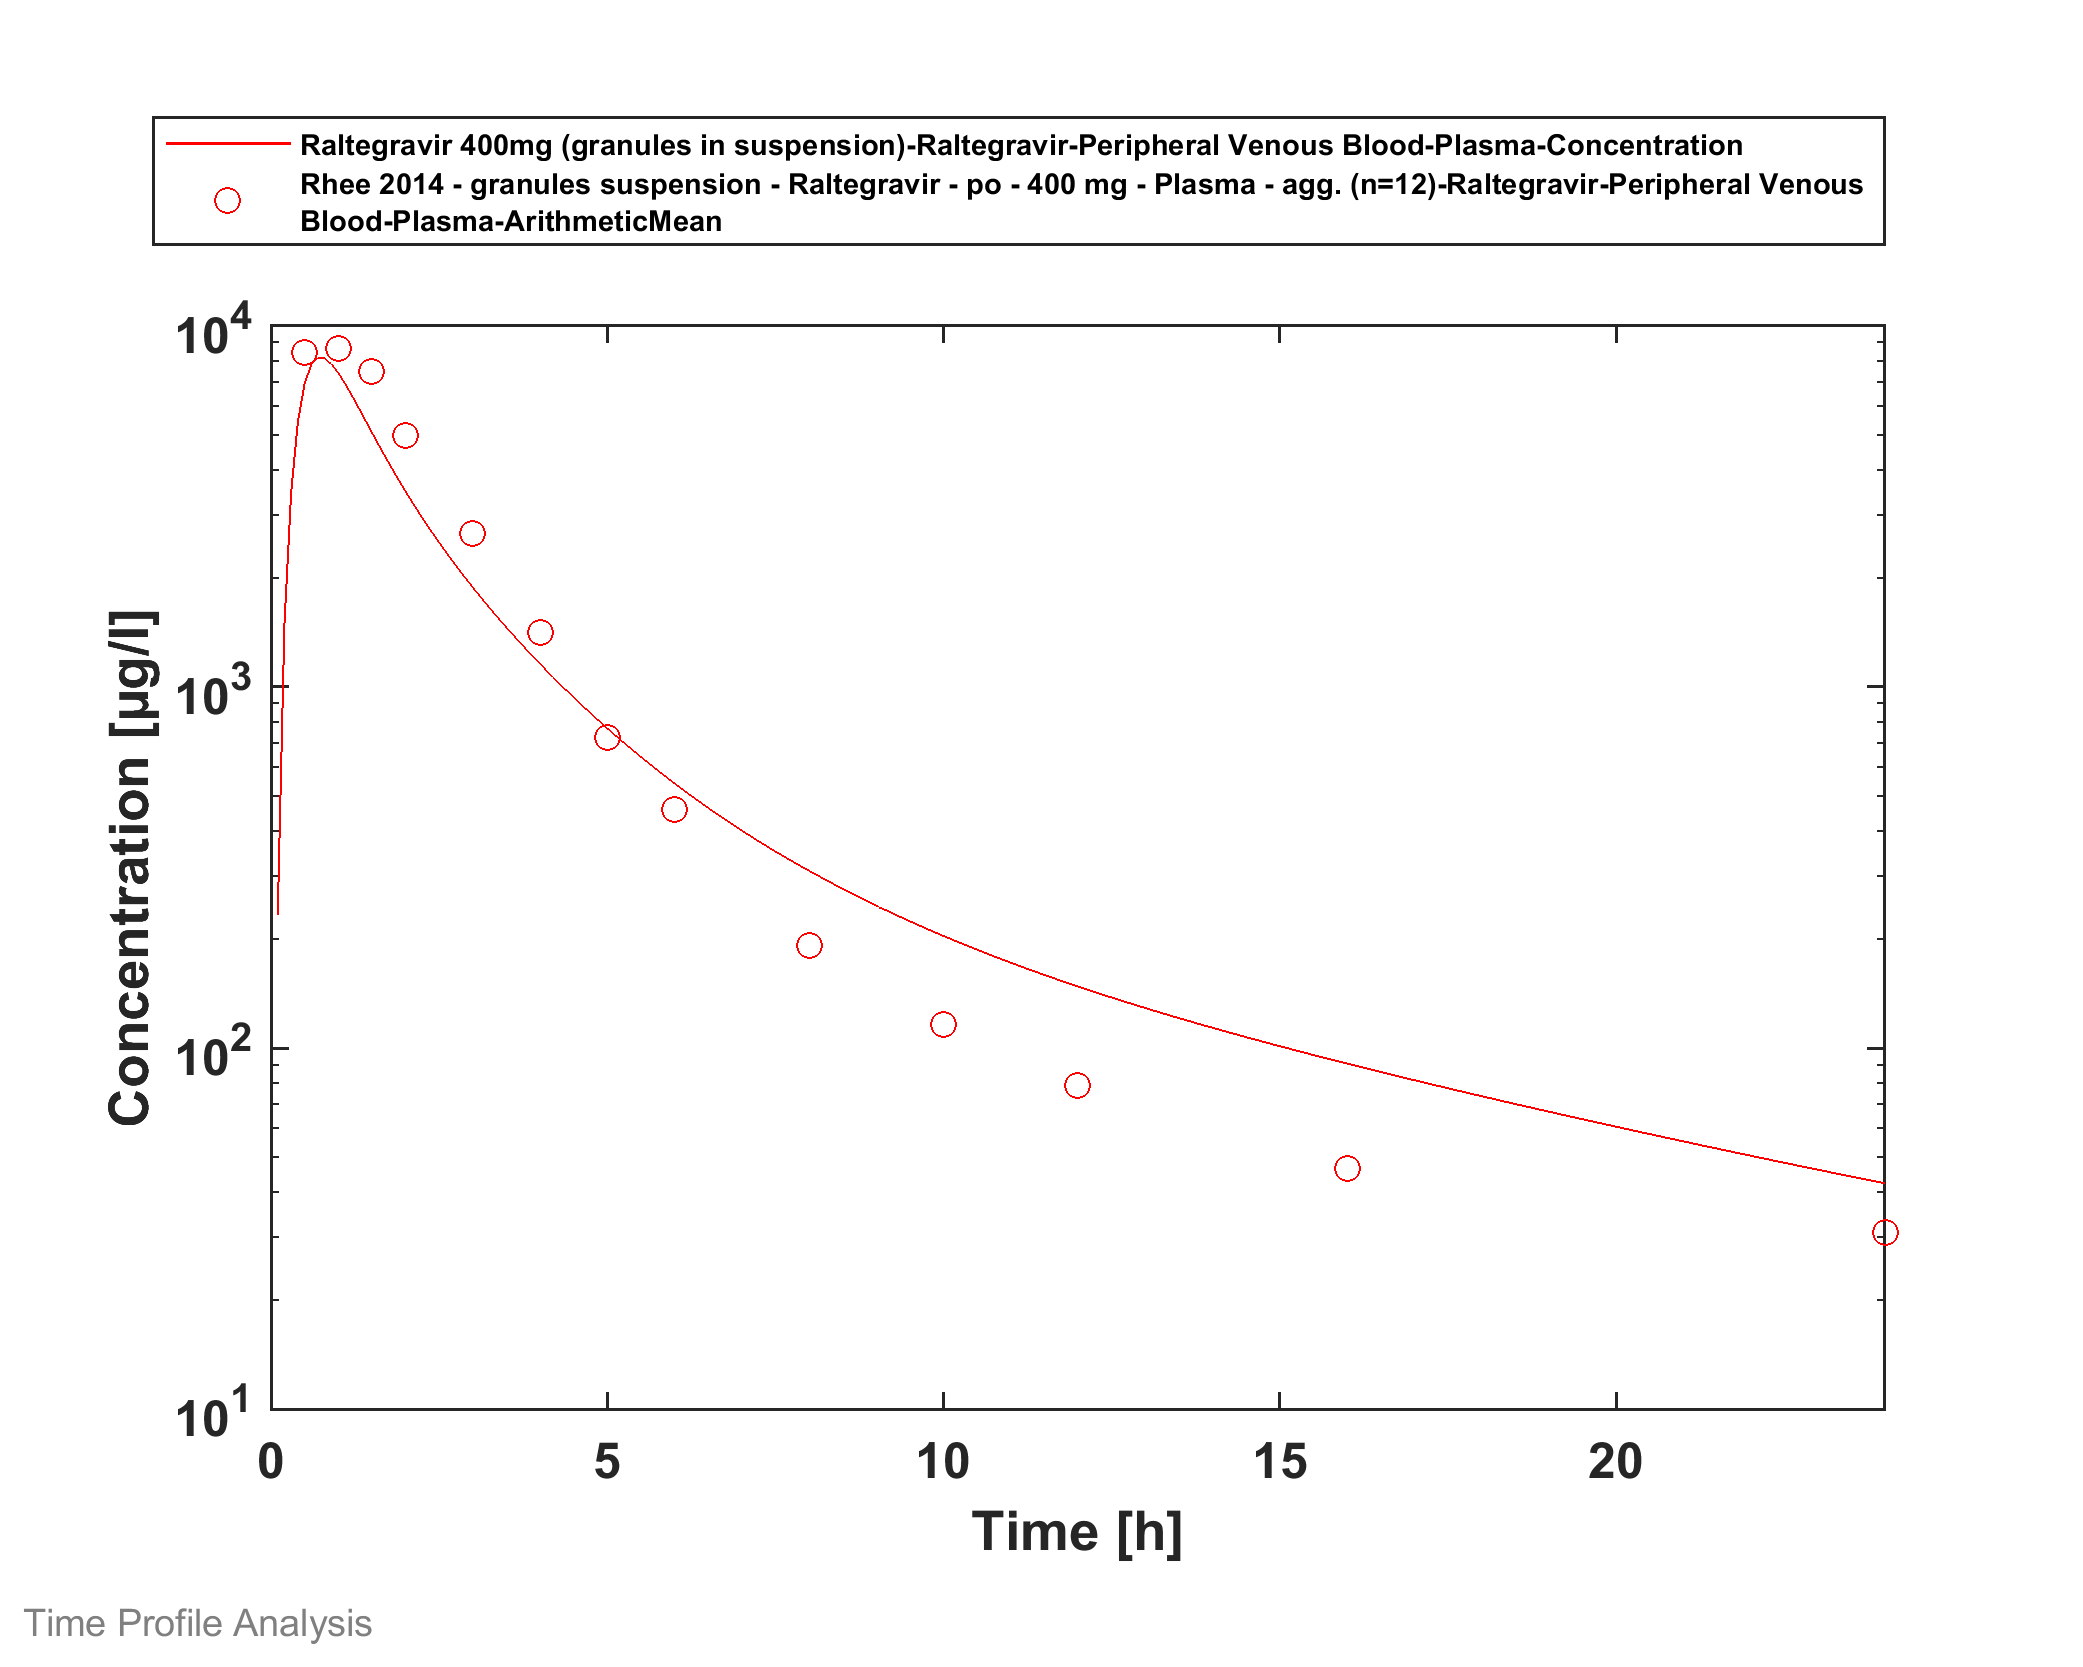 Raltegravir 400mg (granules in suspension)-Raltegravir-Peripheral Venous Blood-Plasma-Concentration
Rhee 2014 - granules suspension - Raltegravir - po - 400 mg - Plasma - agg. (n=12)-Raltegravir-Peripheral Venous
Blood-Plasma-ArithmeticMean
10^4
10^3
10^2
10^1
Concentration [µg/l]
0 5 10 15 20
Time [h]
Time Profile Analysis